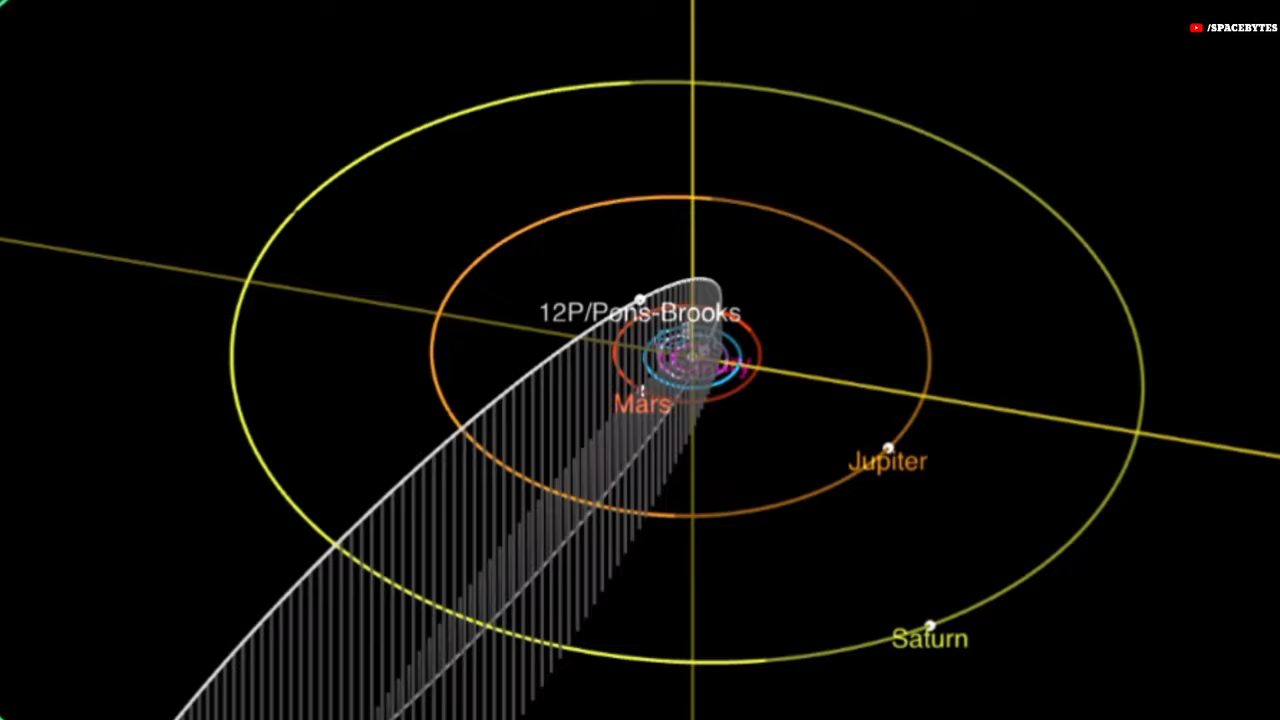 /SPACEBYTES
12P/Pons-Brooks
Mars
Jupiter
Saturn